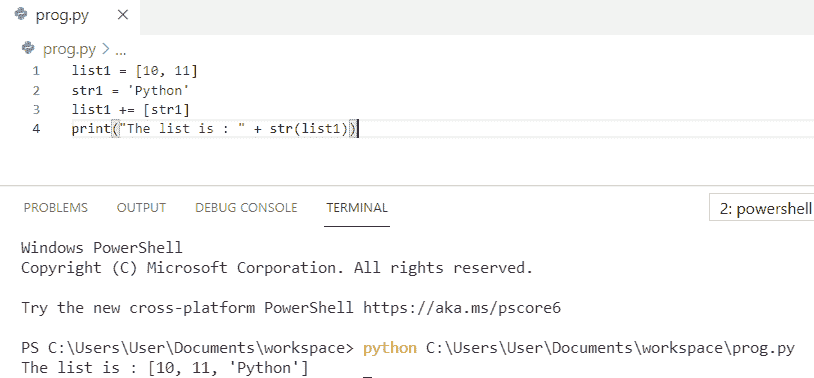 prog.py
prog.py > ...
1 list1 = [10, 11]
2 str1 = 'Python'
3 list1 += [str1]
4 print("The list is : " + str(list1))
PROBLEMS OUTPUT DEBUG CONSOLE TERMINAL 2: powershell
Windows PowerShell
Copyright (C) Microsoft Corporation. All rights reserved.
Try the new cross-platform PowerShell https://aka.ms/pscore6
PS C:\Users\User\Documents\workspace> python C:\Users\User\Documents\workspace\prog.py
The list is : [10, 11, 'Python']